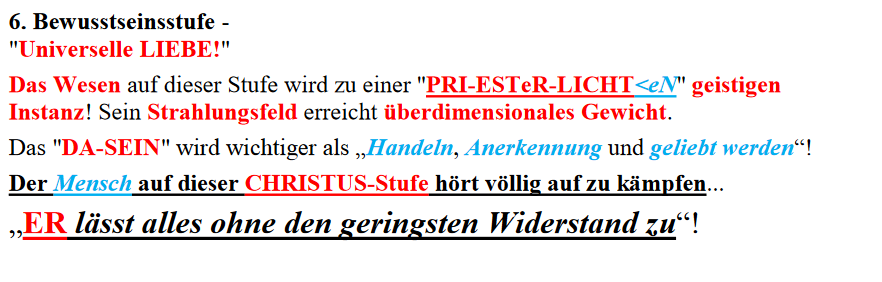 6. Bewusstseinsstufe -
"Universelle LIEBE!"
Das Wesen auf dieser Stufe wird zu einer "PRI-ESTeR-LICHT<eN" geistigen
Instanz! Sein Strahlungsfeld erreicht überdimensionales Gewicht.
Das "DA-SEIN" wird wichtiger als „Handeln, Anerkennung und geliebt werden“!
Der Mensch auf dieser CHRISTUS-Stufe hört völlig auf zu kämpfen...
„ER lässt alles ohne den geringsten Widerstand zu“!